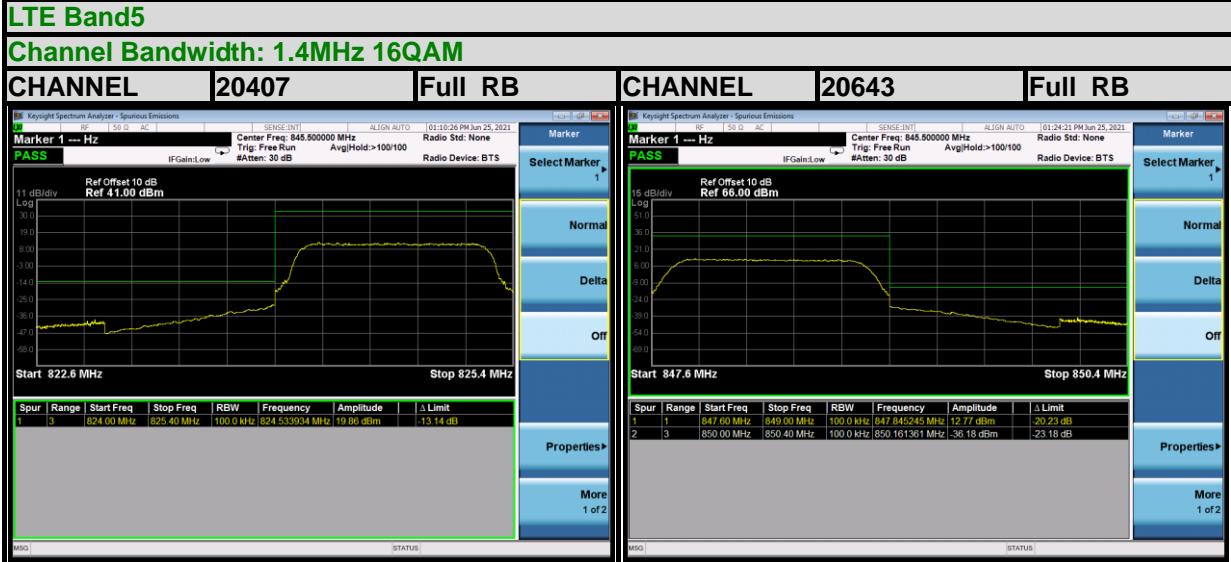 LTE Band5
Channel Bandwidth: 1.4MHz 16QAM
CHANNEL 20407 Full RB CHANNEL 20643 Full RB
Keysight Spectrum Analyzer - Spurious Emissions
RF 50 Ω AC SENSE:INT ALIGN AUTO 01:10:26 PM Jun 25, 2021
Marker 1 --- Hz
Center Freq: 845.500000 MHz Radio Std: None
Trig: Free Run Avg|Hold:>100/100
PASS IFGain:Low #Atten: 30 dB Radio Device: BTS
Ref Offset 10 dB
11 dB/div Ref 41.00 dBm
Log
30.0
19.0
8.00
-3.00
-14.0
-25.0
-36.0
-47.0
-58.0
Start 822.6 MHz Stop 825.4 MHz
Spur Range Start Freq Stop Freq RBW Frequency Amplitude Δ Limit
1 3 824.00 MHz 825.40 MHz 100.0 kHz 824.533934 MHz 19.86 dBm -13.14 dB
MSG STATUS
Marker
Select Marker
1
Normal
Delta
Off
Properties
More
1 of 2
Keysight Spectrum Analyzer - Spurious Emissions
RF 50 Ω AC SENSE:INT ALIGN AUTO 01:24:21 PM Jun 25, 2021
Marker 1 --- Hz
Center Freq: 845.500000 MHz Radio Std: None
Trig: Free Run Avg|Hold:>100/100
PASS IFGain:Low #Atten: 30 dB Radio Device: BTS
Ref Offset 10 dB
15 dB/div Ref 66.00 dBm
Log
51.0
36.0
21.0
6.00
-9.00
-24.0
-39.0
-54.0
-69.0
Start 847.6 MHz Stop 850.4 MHz
Spur Range Start Freq Stop Freq RBW Frequency Amplitude Δ Limit
1 1 847.60 MHz 849.00 MHz 100.0 kHz 847.845245 MHz 12.77 dBm -20.23 dB
2 3 850.00 MHz 850.40 MHz 100.0 kHz 850.161361 MHz -36.18 dBm -23.18 dB
MSG STATUS
Marker
Select Marker
1
Normal
Delta
Off
Properties
More
1 of 2